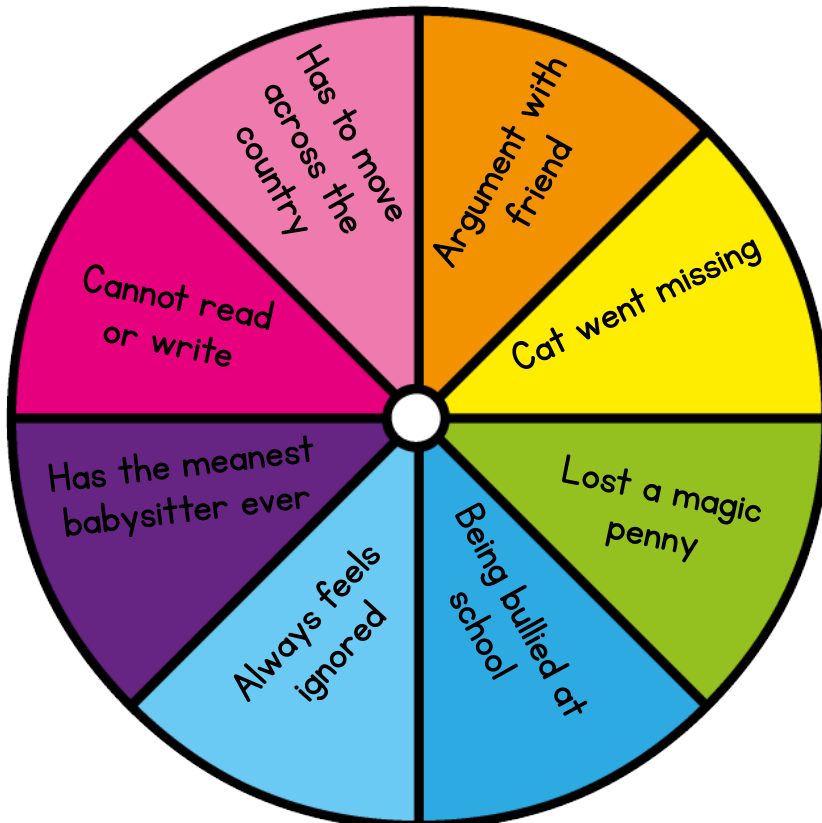 Argument with
friend
Cat went missing
Lost a magic
penny
Being bullied at
school
Always feels
ignored
Has the meanest
babysitter ever
Cannot read
or write
Has to move
across the
country